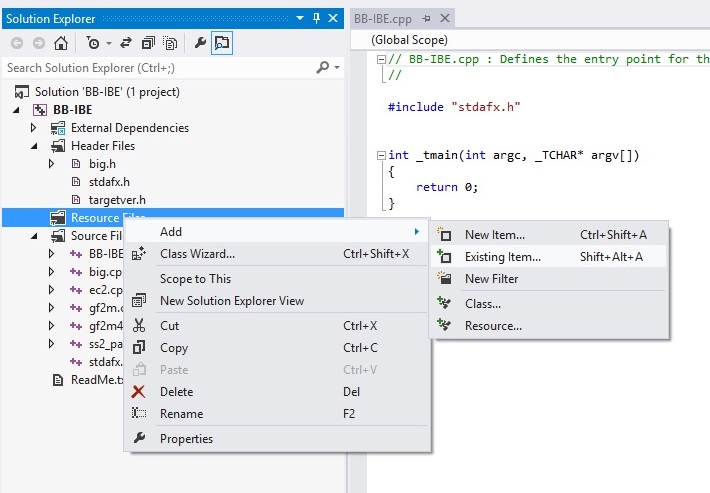 Solution Explorer
Search Solution Explorer (Ctrl+;)
Solution 'BB-IBE' (1 project)
BB-IBE
External Dependencies
Header Files
big.h
stdafx.h
targetver.h
Resource Files
Source Fil
BB-IBE
big.cp
ec2.cp
gf2m.c
gf2m4
ss2_pa
stdafx.
ReadMe.tx
Add
Class Wizard... Ctrl+Shift+X
Scope to This
New Solution Explorer View
Cut Ctrl+X
Copy Ctrl+C
Paste Ctrl+V
Delete Del
Rename F2
Properties
New Item... Ctrl+Shift+A
Existing Item... Shift+Alt+A
New Filter
Class...
Resource...
BB-IBE.cpp
(Global Scope)
// BB-IBE.cpp : Defines the entry point for th
//
#include "stdafx.h"
int _tmain(int argc, _TCHAR* argv[])
{
return 0;
}